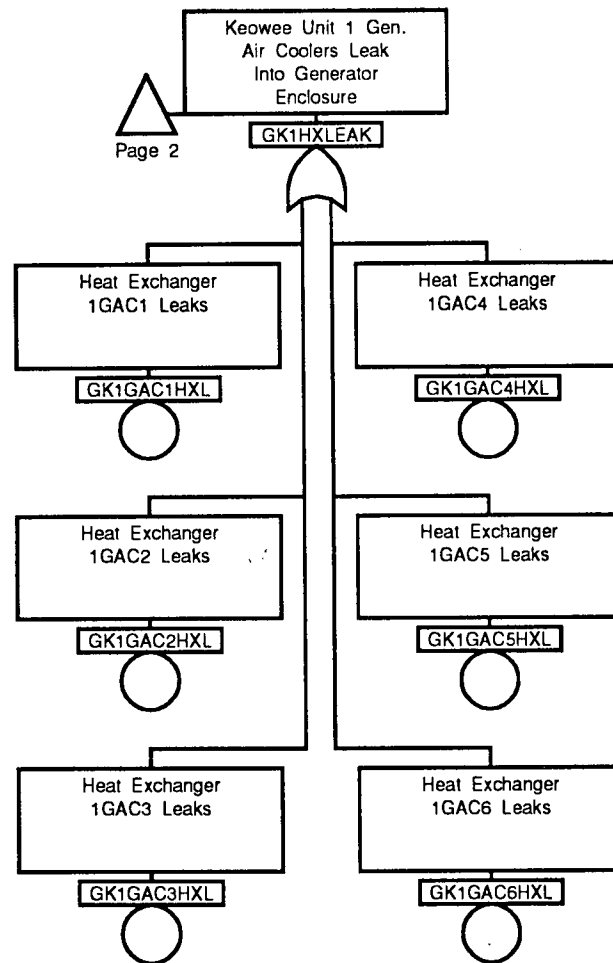 Keowee Unit 1 Gen.
Air Coolers Leak
Into Generator
Enclosure
Page 2
GK1HXLEAK
Heat Exchanger
1GAC1 Leaks
GK1GAC1HXL
Heat Exchanger
1GAC4 Leaks
GK1GAC4HXL
Heat Exchanger
1GAC2 Leaks
GK1GAC2HXL
Heat Exchanger
1GAC5 Leaks
GK1GAC5HXL
Heat Exchanger
1GAC3 Leaks
GK1GAC3HXL
Heat Exchanger
1GAC6 Leaks
GK1GAC6HXL